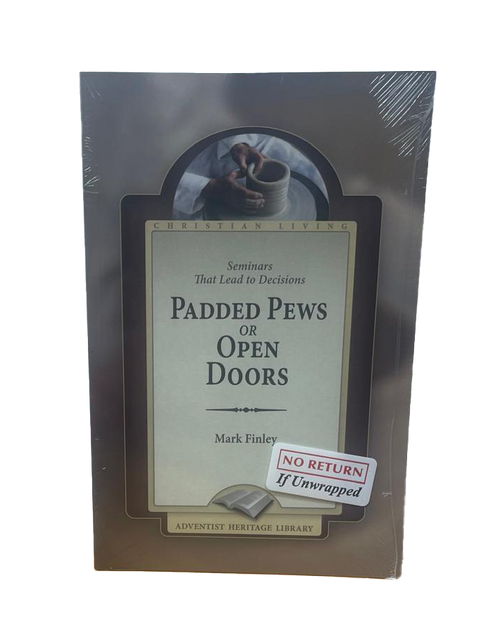 CHRISTIAN LIVING
Seminars
That Lead to Decisions
PADDED PEWS
OR
OPEN
DOORS
Mark Finley
NO RETURN
If Unwrapped
ADVENTIST HERITAGE LIBRARY